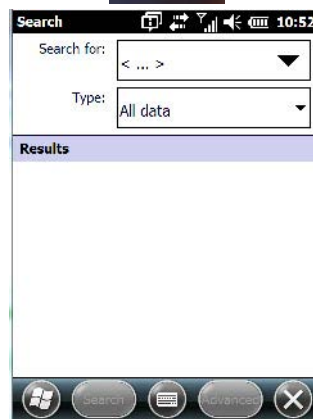 Search 10:52
Search for:
< ... >
Type:
All data
Results
Search Advanced